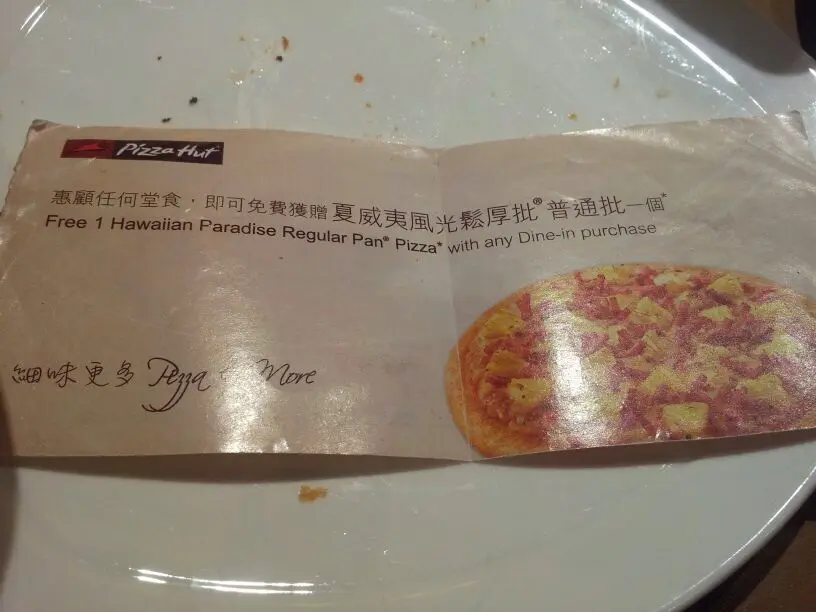 Pizza Hut
惠顧任何堂食，即可免費獲贈夏威夷風光鬆厚批®普通批一個*
Free 1 Hawaiian Paradise Regular Pan® Pizza* with any Dine-in purchase
細味更多 Pizza & More